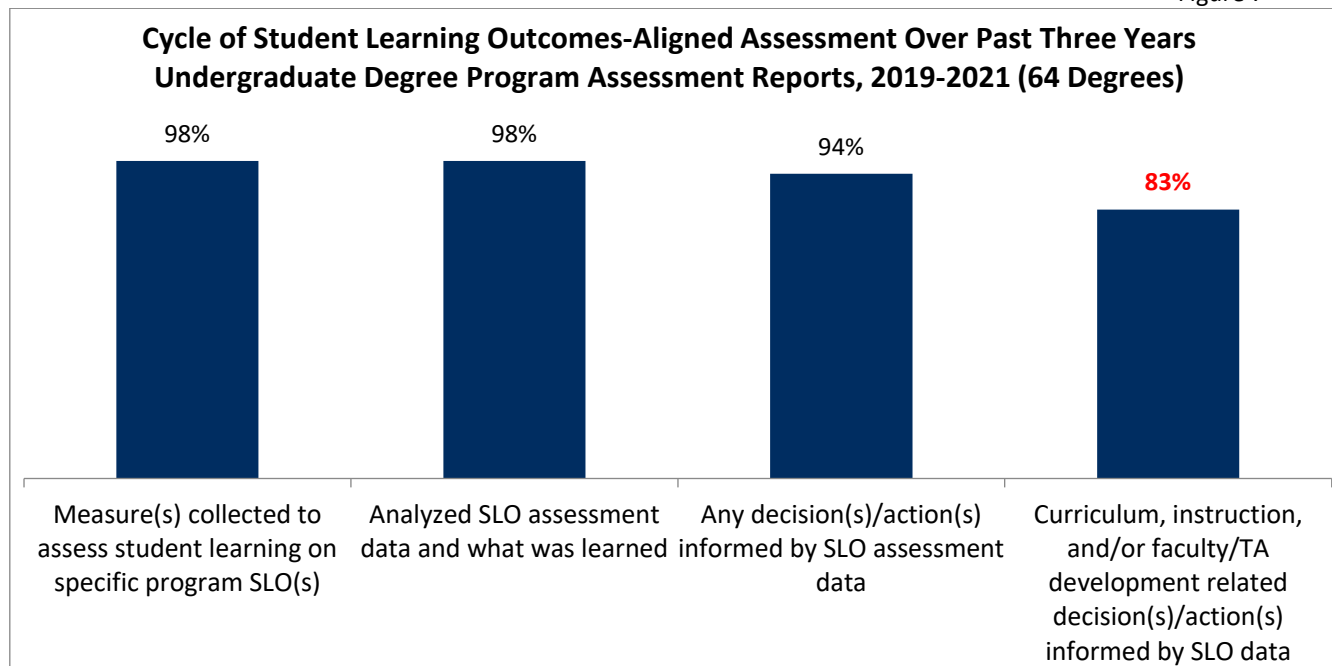 Cycle of Student Learning Outcomes-Aligned Assessment Over Past Three Years
Undergraduate Degree Program Assessment Reports, 2019-2021 (64 Degrees)
98%
98%
94%
83%
Measure(s) collected to
assess student learning on
specific program SLO(s)
Analyzed SLO assessment
data and what was learned
Any decision(s)/action(s)
informed by SLO assessment
data
Curriculum, instruction,
and/or faculty/TA
development related
decision(s)/action(s)
informed by SLO data